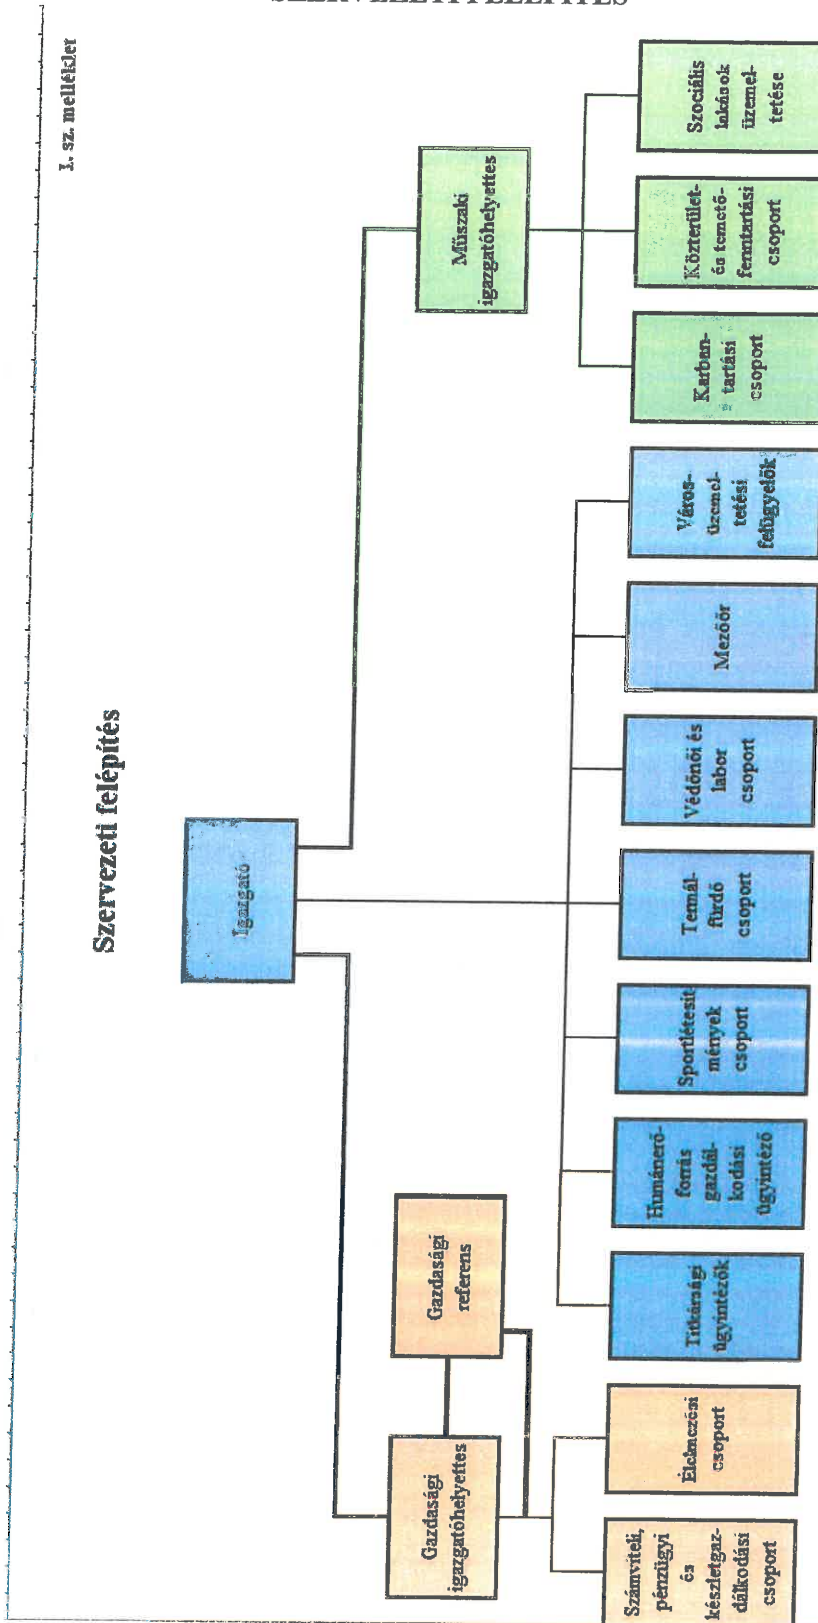 1. sz. melléklet
Szervezeti felépítés
Igazgató
Gazdasági
igazgatóhelyettes
Gazdasági
referens
Műszaki
igazgatóhelyettes
Számviteli,
pénzügyi
és
részletgaz-
dálkodási
csoport
Élelmezési
csoport
Titkársági
ügyintézők
Humánerő-
forrás
gazdál-
kodási
ügyintéző
Sportlétesít-
mények
csoport
Termál-
fürdő
csoport
Védőnői és
labor
csoport
Mezőőr
Város-
üzemel-
tetési
felügyelők
Karban-
tartási
csoport
Közterület-
és temető-
fenntartási
csoport
Szociális
lakások
üzemel-
tetése